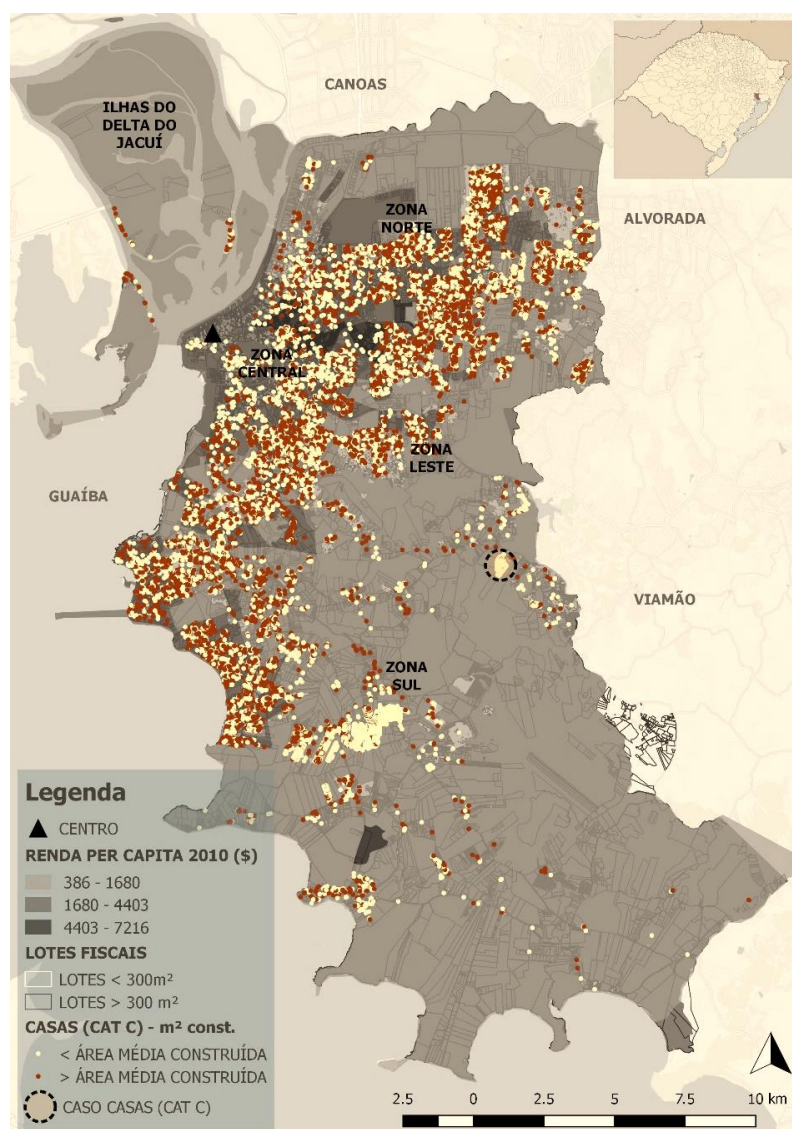 CANOAS
ILHAS DO
DELTA DO
JACUÍ
ZONA
NORTE
ALVORADA
ZONA
CENTRAL
ZONA
LESTE
GUAÍBA
VIAMÃO
ZONA
SUL
Legenda
CENTRO
RENDA PER CAPITA 2010 ($)
386 - 1680
1680 - 4403
4403 - 7216
LOTES FISCAIS
LOTES < 300m²
LOTES > 300 m²
CASAS (CAT C) - m² const.
< ÁREA MÉDIA CONSTRUÍDA
> ÁREA MÉDIA CONSTRUÍDA
CASO CASAS (CAT C)
2.5 0 2.5 5 7.5 10 km